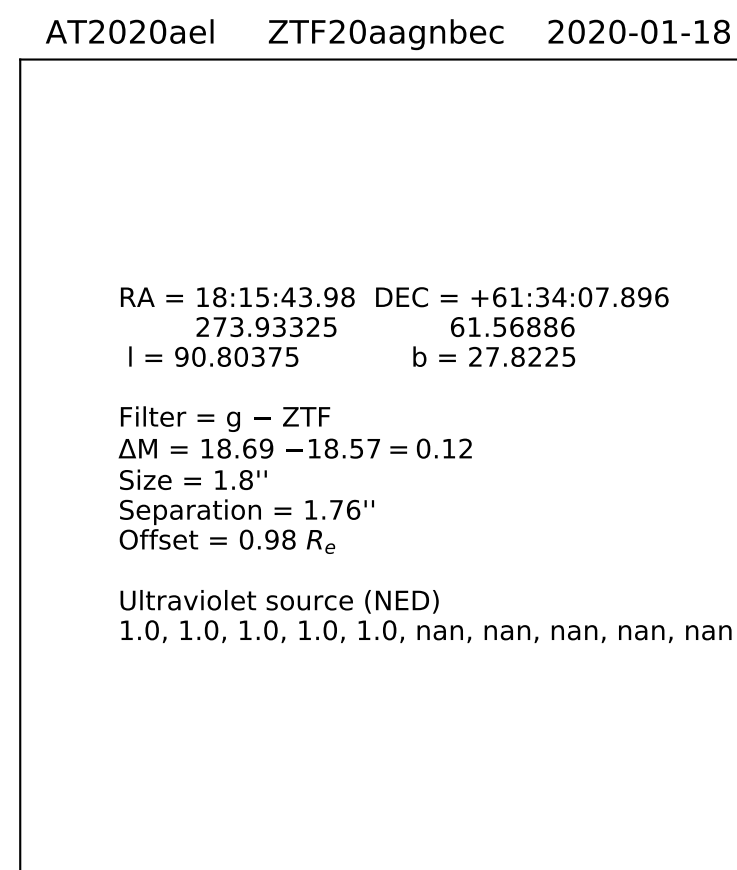 AT2020ael ZTF20aagnbec 2020-01-18
RA = 18:15:43.98 DEC = +61:34:07.896
273.93325 61.56886
l = 90.80375 b = 27.8225
Filter = g − ZTF
ΔM = 18.69 −18.57 = 0.12
Size = 1.8''
Separation = 1.76''
Offset = 0.98 Rₑ
Ultraviolet source (NED)
1.0, 1.0, 1.0, 1.0, 1.0, nan, nan, nan, nan, nan